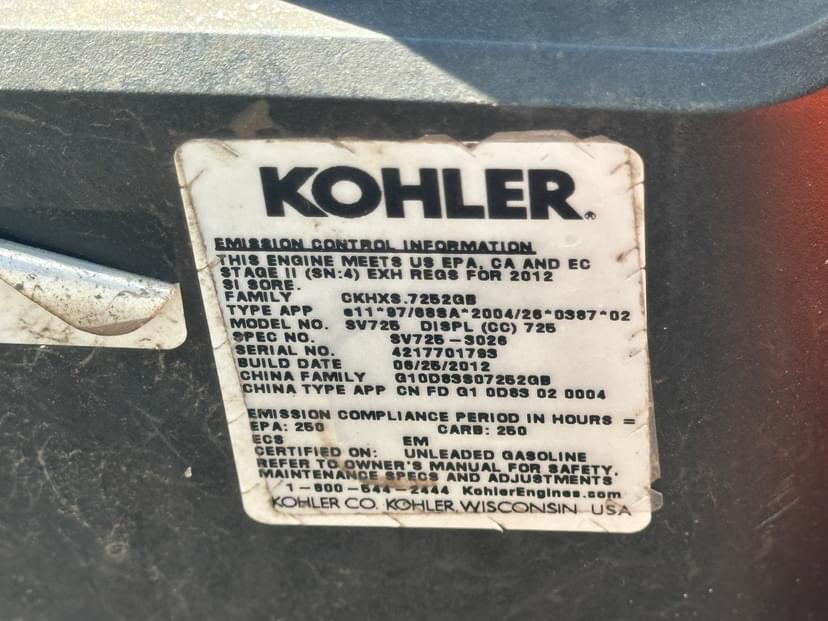 KOHLER®
EMISSION CONTROL INFORMATION
THIS ENGINE MEETS US EPA, CA AND EC
STAGE II (SN:4) EXH REGS FOR 2012
SI SORE.
FAMILY CKHXS.7252GB
TYPE APP e11*97/68SA*2004/26*0387*02
MODEL NO. SV725 DISPL (CC) 725
SPEC NO. SV725-3026
SERIAL NO. 4217701793
BUILD DATE 06/25/2012
CHINA FAMILY G10D83S07252GB
CHINA TYPE APP CN FD G1 0D83 02 0004
EMISSION COMPLIANCE PERIOD IN HOURS =
EPA: 250 CARB: 250
ECS EM
CERTIFIED ON: UNLEADED GASOLINE
REFER TO OWNER'S MANUAL FOR SAFETY,
MAINTENANCE SPECS AND ADJUSTMENTS
1-800-544-2444 KohlerEngines.com
KOHLER CO. KOHLER, WISCONSIN USA